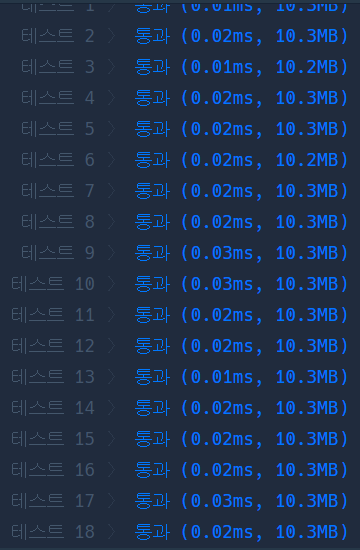 테스트 1 〉 통과 (0.01ms, 10.3MB)
테스트 2 〉 통과 (0.02ms, 10.3MB)
테스트 3 〉 통과 (0.01ms, 10.2MB)
테스트 4 〉 통과 (0.02ms, 10.3MB)
테스트 5 〉 통과 (0.02ms, 10.3MB)
테스트 6 〉 통과 (0.02ms, 10.2MB)
테스트 7 〉 통과 (0.02ms, 10.3MB)
테스트 8 〉 통과 (0.02ms, 10.3MB)
테스트 9 〉 통과 (0.03ms, 10.3MB)
테스트 10 〉 통과 (0.03ms, 10.3MB)
테스트 11 〉 통과 (0.02ms, 10.3MB)
테스트 12 〉 통과 (0.02ms, 10.3MB)
테스트 13 〉 통과 (0.01ms, 10.3MB)
테스트 14 〉 통과 (0.02ms, 10.3MB)
테스트 15 〉 통과 (0.02ms, 10.3MB)
테스트 16 〉 통과 (0.02ms, 10.3MB)
테스트 17 〉 통과 (0.03ms, 10.3MB)
테스트 18 〉 통과 (0.02ms, 10.3MB)